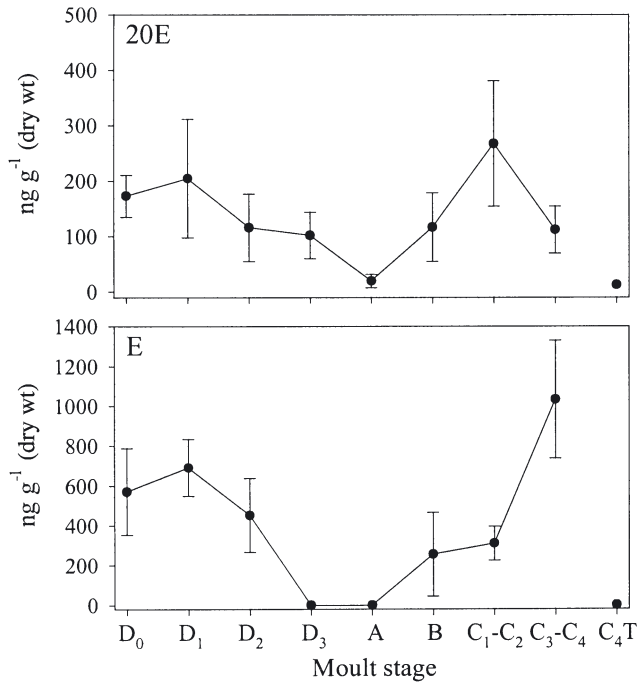 500
20E
400
300
200
100
0
ng g⁻¹ (dry wt)
1400
E
1200
1000
800
600
400
200
0
ng g⁻¹ (dry wt)
D₀ D₁ D₂ D₃ A B C₁-C₂ C₃-C₄ C₄T
Moult stage